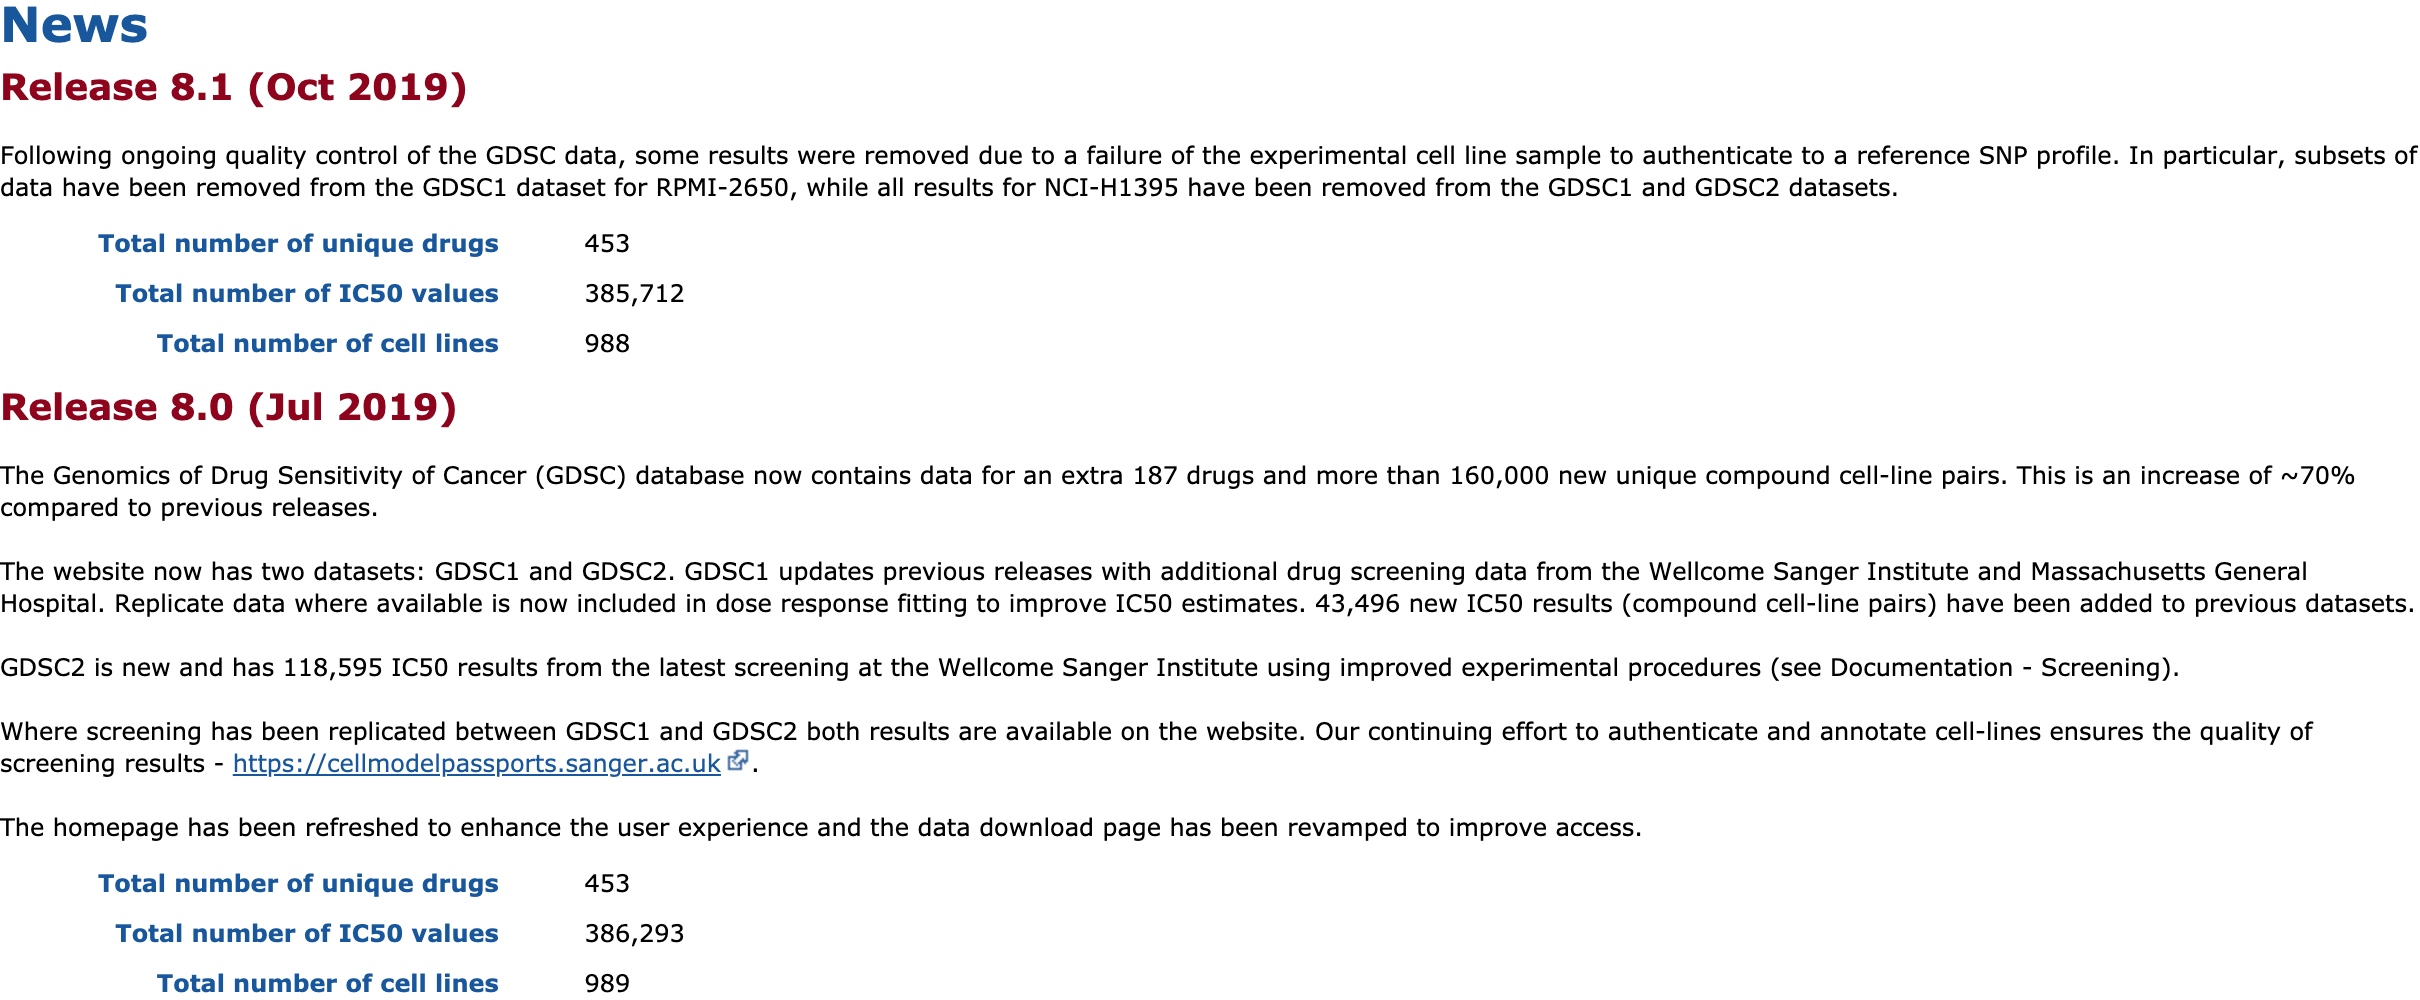 News
Release 8.1 (Oct 2019)
Following ongoing quality control of the GDSC data, some results were removed due to a failure of the experimental cell line sample to authenticate to a reference SNP profile. In particular, subsets of
data have been removed from the GDSC1 dataset for RPMI-2650, while all results for NCI-H1395 have been removed from the GDSC1 and GDSC2 datasets.
Total number of unique drugs 453
Total number of IC50 values 385,712
Total number of cell lines 988
Release 8.0 (Jul 2019)
The Genomics of Drug Sensitivity of Cancer (GDSC) database now contains data for an extra 187 drugs and more than 160,000 new unique compound cell-line pairs. This is an increase of ~70%
compared to previous releases.
The website now has two datasets: GDSC1 and GDSC2. GDSC1 updates previous releases with additional drug screening data from the Wellcome Sanger Institute and Massachusetts General
Hospital. Replicate data where available is now included in dose response fitting to improve IC50 estimates. 43,496 new IC50 results (compound cell-line pairs) have been added to previous datasets.
GDSC2 is new and has 118,595 IC50 results from the latest screening at the Wellcome Sanger Institute using improved experimental procedures (see Documentation - Screening).
Where screening has been replicated between GDSC1 and GDSC2 both results are available on the website. Our continuing effort to authenticate and annotate cell-lines ensures the quality of
screening results - https://cellmodelpassports.sanger.ac.uk.
The homepage has been refreshed to enhance the user experience and the data download page has been revamped to improve access.
Total number of unique drugs 453
Total number of IC50 values 386,293
Total number of cell lines 989